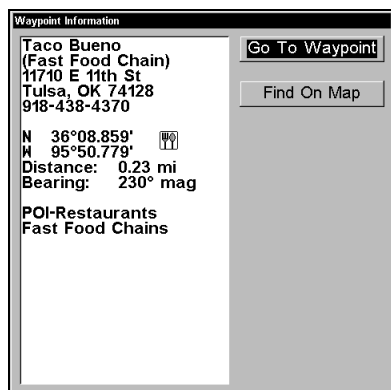 Waypoint Information
Taco Bueno
(Fast Food Chain)
11710 E 11th St
Tulsa, OK 74128
918-438-4370
N 36°08.859'
W 95°50.779'
Distance: 0.23 mi
Bearing: 230° mag
POI-Restaurants
Fast Food Chains
Go To Waypoint
Find On Map